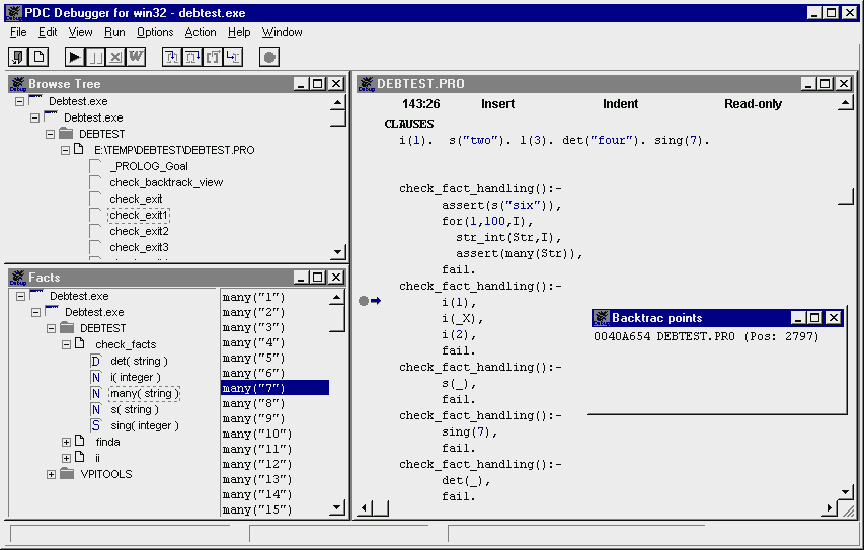 PDC Debugger for win32 - debtest.exe
File Edit View Run Options Action Help Window
Browse Tree
Debtest.exe
Debtest.exe
DEBTEST
E:\TEMP\DEBTEST\DEBTEST.PRO
_PROLOG_Goal
check_backtrack_view
check_exit
check_exit1
check_exit2
check_exit3
Facts
Debtest.exe
Debtest.exe
DEBTEST
check_facts
D det( string )
N i( integer )
N many( string )
N s( string )
S sing( integer )
finda
ii
VPITOOLS
many("1")
many("2")
many("3")
many("4")
many("5")
many("6")
many("7")
many("8")
many("9")
many("10")
many("11")
many("12")
many("13")
many("14")
many("15")
DEBTEST.PRO
143:26 Insert Indent Read-only
CLAUSES
i(1). s("two"). l(3). det("four"). sing(7).
check_fact_handling():-
assert(s("six")),
for(1,100,I),
str_int(Str,I),
assert(many(Str)),
fail.
check_fact_handling():-
i(1),
i(_X),
i(2),
fail.
check_fact_handling():-
s(_),
fail.
check_fact_handling():-
sing(7),
fail.
check_fact_handling():-
det(_),
fail.
Backtrac points
0040A654 DEBTEST.PRO (Pos: 2797)